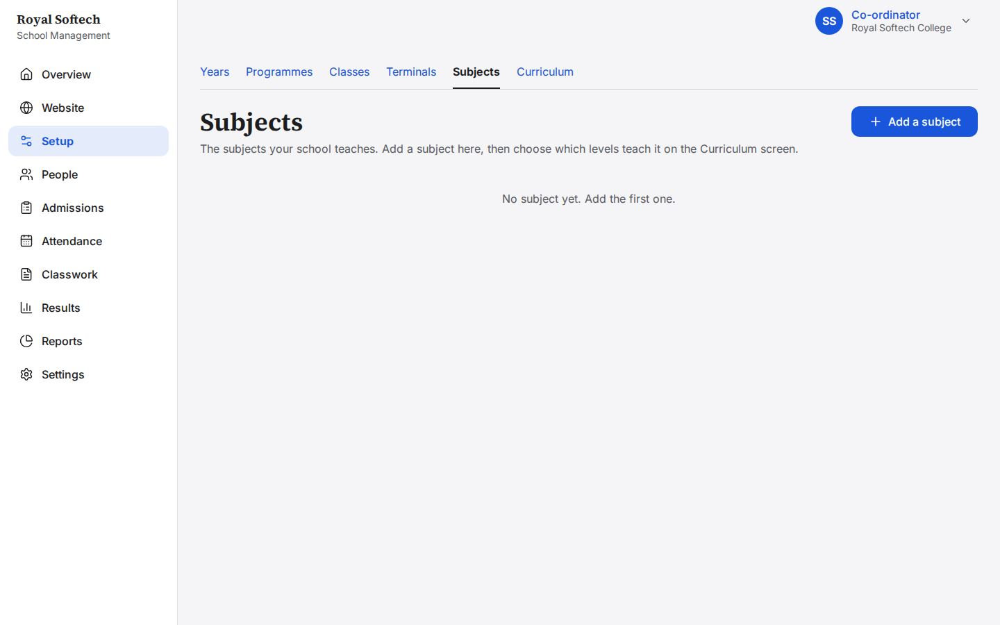 Royal Softech
School Management
Overview
Website
Setup
People
Admissions
Attendance
Classwork
Results
Reports
Settings
SS
Co-ordinator
Royal Softech College
Years
Programmes
Classes
Terminals
Subjects
Curriculum
Subjects
Add a subject
The subjects your school teaches. Add a subject here, then choose which levels teach it on the Curriculum screen.
No subject yet. Add the first one.